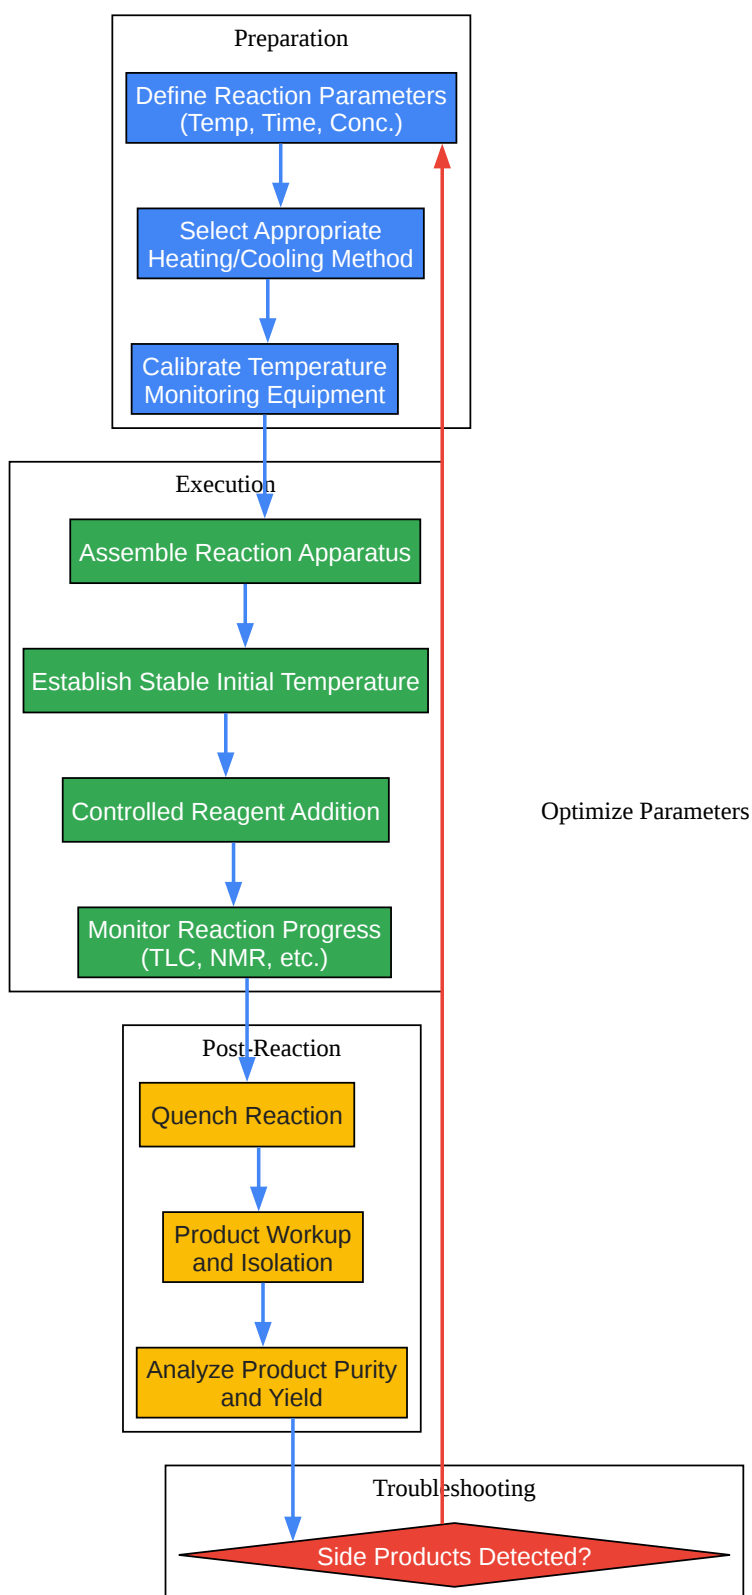 Preparation
Define Reaction Parameters
(Temp, Time, Conc.)
Select Appropriate
Heating/Cooling Method
Calibrate Temperature
Monitoring Equipment
Execution
Assemble Reaction Apparatus
Establish Stable Initial Temperature
Controlled Reagent Addition
Optimize Parameters
Monitor Reaction Progress
(TLC, NMR, etc.)
Post-Reaction
Quench Reaction
Product Workup
and Isolation
Analyze Product Purity
and Yield
Troubleshooting
Side Products Detected?